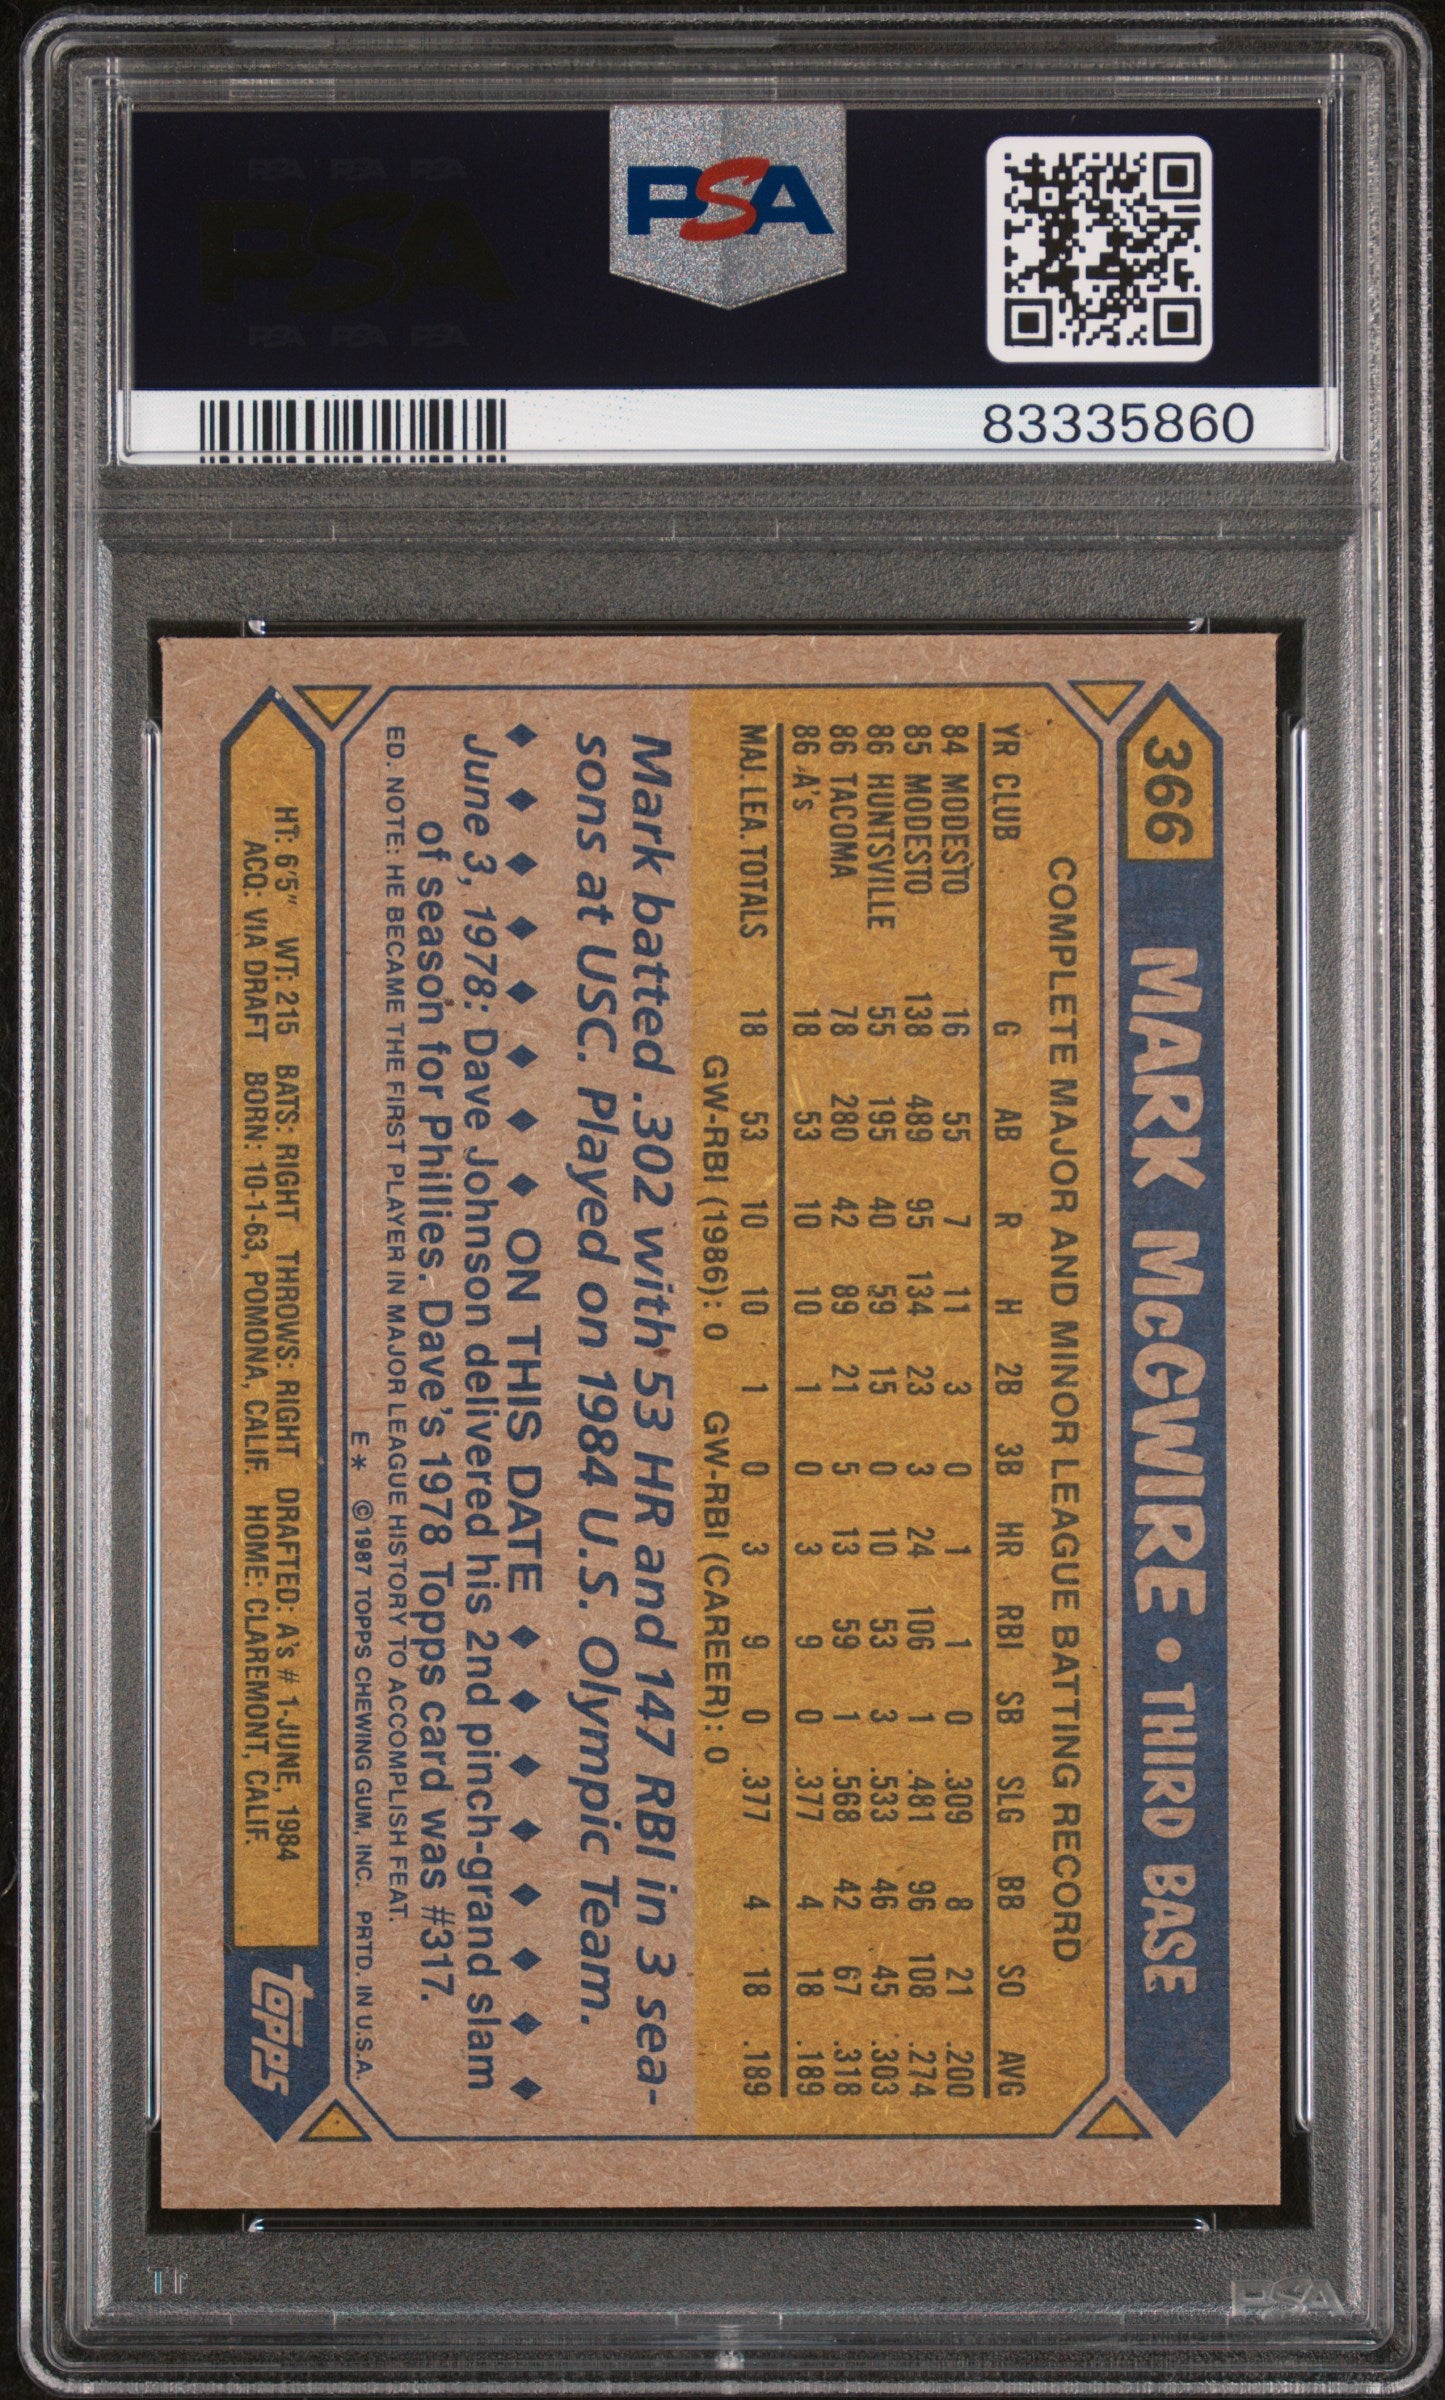 PSA PSA PSA
PSA
PSA PSA PSA
PSA
83335860
366 MARK McGWIRE • THIRD BASE
COMPLETE MAJOR AND MINOR LEAGUE BATTING RECORD
YR CLUB G AB R H 2B 3B HR RBI SB SLG BB SO AVG
84 MODESTO 16 55 7 11 3 0 1 1 0 .309 8 21 .200
85 MODESTO 138 489 95 134 23 3 24 106 1 .481 96 108 .274
86 HUNTSVILLE 55 195 40 59 15 0 10 53 3 .533 46 45 .303
86 TACOMA 78 280 42 89 21 5 13 59 1 .568 42 67 .318
86 A's 18 53 10 10 1 0 3 9 0 .377 4 18 .189
MAJ. LEA. TOTALS 18 53 10 10 1 0 3 9 0 .377 4 18 .189
GW-RBI (1986): 0 GW-RBI (CAREER): 0
Mark batted .302 with 53 HR and 147 RBI in 3 sea-
sons at USC. Played on 1984 U.S. Olympic Team.
ON THIS DATE
June 3, 1978: Dave Johnson delivered his 2nd pinch-grand slam
of season for Phillies. Dave's 1978 Topps card was #317.
ED. NOTE: HE BECAME THE FIRST PLAYER IN MAJOR LEAGUE HISTORY TO ACCOMPLISH FEAT.
E* ©1987 TOPPS CHEWING GUM, INC. PRTD. IN U.S.A.
HT: 6'5" WT: 215 BATS: RIGHT THROWS: RIGHT DRAFTED: A's # 1-JUNE, 1984
ACQ: VIA DRAFT BORN: 10-1-63, POMONA, CALIF. HOME: CLAREMONT, CALIF.
topps
PSA